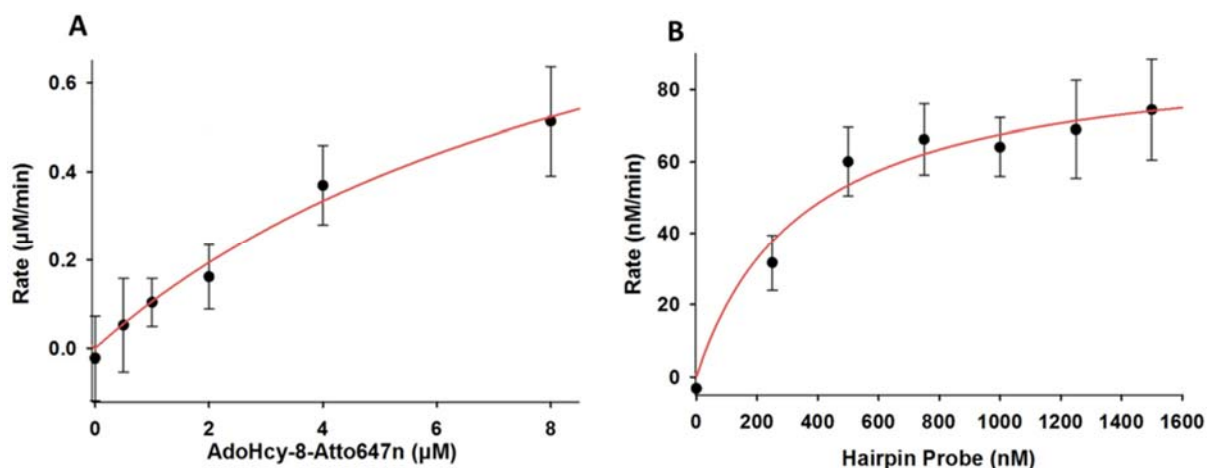 A
Rate (µM/min)
0.6
0.4
0.2
0.0
0 2 4 6 8
AdoHcy-8-Atto647n (µM)
B
Rate (nM/min)
80
60
40
20
0
0 200 400 600 800 1000 1200 1400 1600
Hairpin Probe (nM)